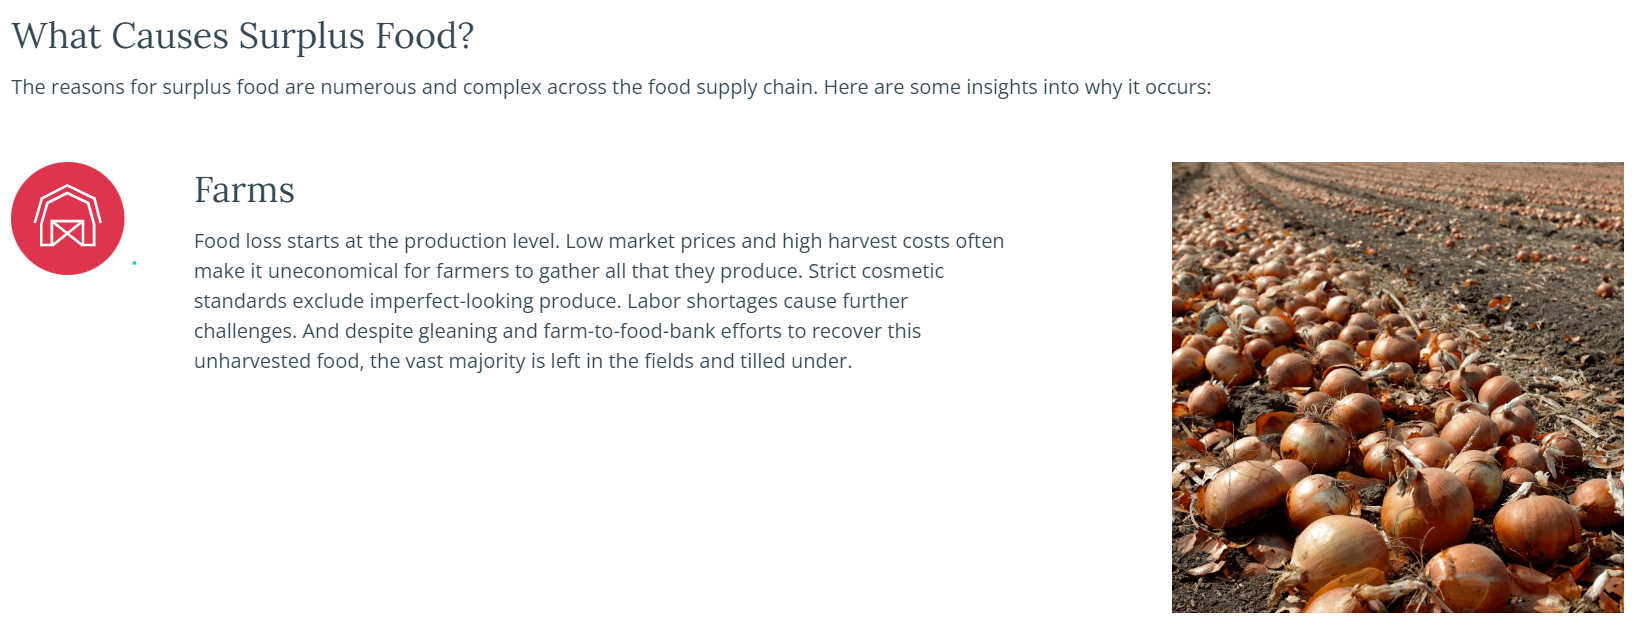 What Causes Surplus Food?
The reasons for surplus food are numerous and complex across the food supply chain. Here are some insights into why it occurs:
Farms
Food loss starts at the production level. Low market prices and high harvest costs often
make it uneconomical for farmers to gather all that they produce. Strict cosmetic
standards exclude imperfect-looking produce. Labor shortages cause further
challenges. And despite gleaning and farm-to-food-bank efforts to recover this
unharvested food, the vast majority is left in the fields and tilled under.